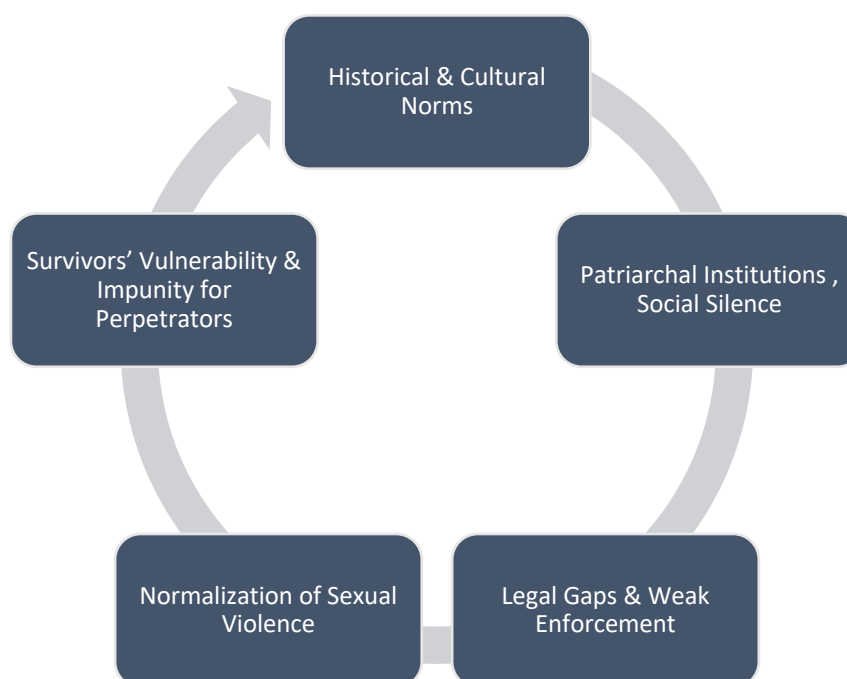 Historical & Cultural
Norms
Patriarchal Institutions ,
Social Silence
Legal Gaps & Weak
Enforcement
Normalization of Sexual
Violence
Survivors’ Vulnerability &
Impunity for
Perpetrators